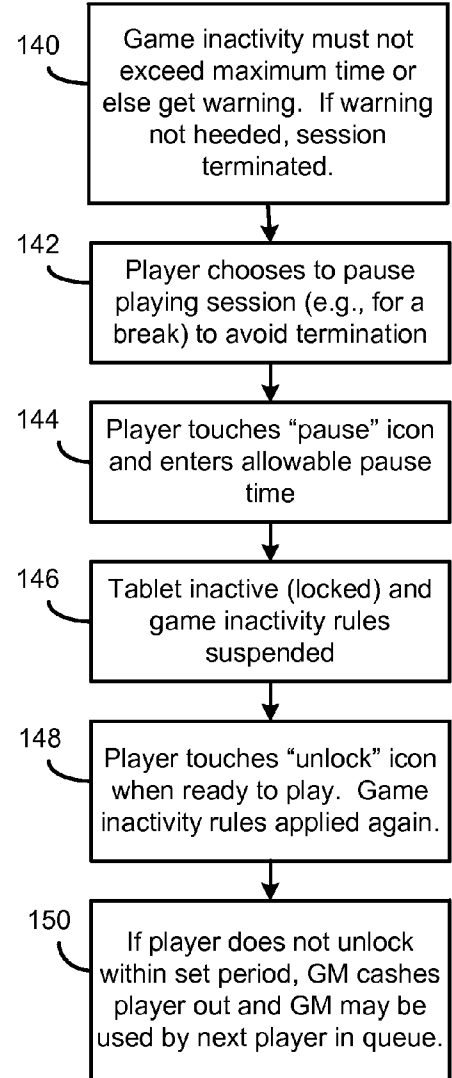 140
Game inactivity must not
exceed maximum time or
else get warning. If warning
not heeded, session
terminated.
142
Player chooses to pause
playing session (e.g., for a
break) to avoid termination
144
Player touches “pause” icon
and enters allowable pause
time
146
Tablet inactive (locked) and
game inactivity rules
suspended
148
Player touches “unlock” icon
when ready to play. Game
inactivity rules applied again.
150
If player does not unlock
within set period, GM cashes
player out and GM may be
used by next player in queue.